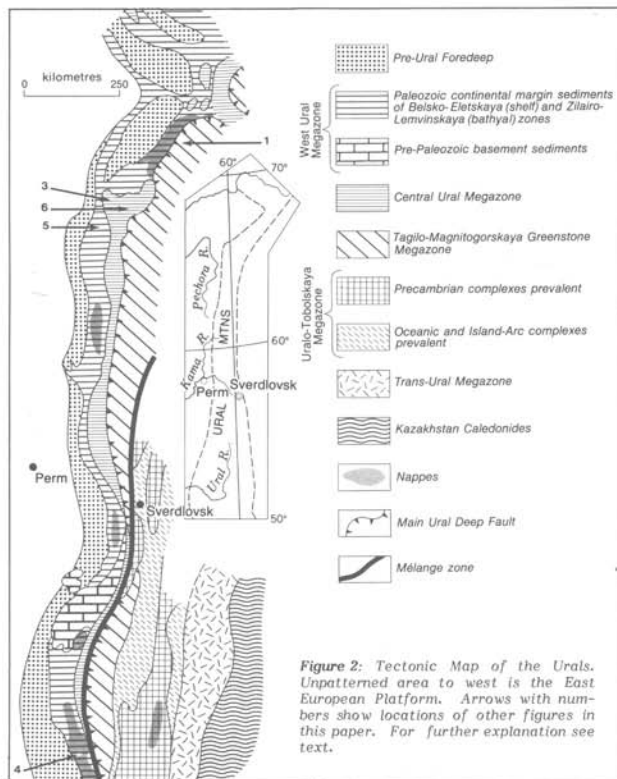 kilometres
0 250
1
3
6
5
60°
70°
Pechora R.
MTNS
60°
Kama R.
Perm
Sverdlovsk
URAL
Ural R.
50°
Perm
Sverdlovsk
4
Pre-Ural Foredeep
West Ural
Megazone
Paleozoic continental margin sediments
of Belsko-Eletskaya (shelf) and Zilairo-
Lemvinskaya (bathyal) zones
Pre-Paleozoic basement sediments
Central Ural Megazone
Tagilo-Magnitogorskaya Greenstone
Megazone
Uralo-Tobolskaya
Megazone
Precambrian complexes prevalent
Oceanic and Island-Arc complexes
prevalent
Trans-Ural Megazone
Kazakhstan Caledonides
Nappes
Main Ural Deep Fault
Mélange zone
Figure 2: Tectonic Map of the Urals.
Unpatterned area to west is the East
European Platform. Arrows with num-
bers show locations of other figures in
this paper. For further explanation see
text.